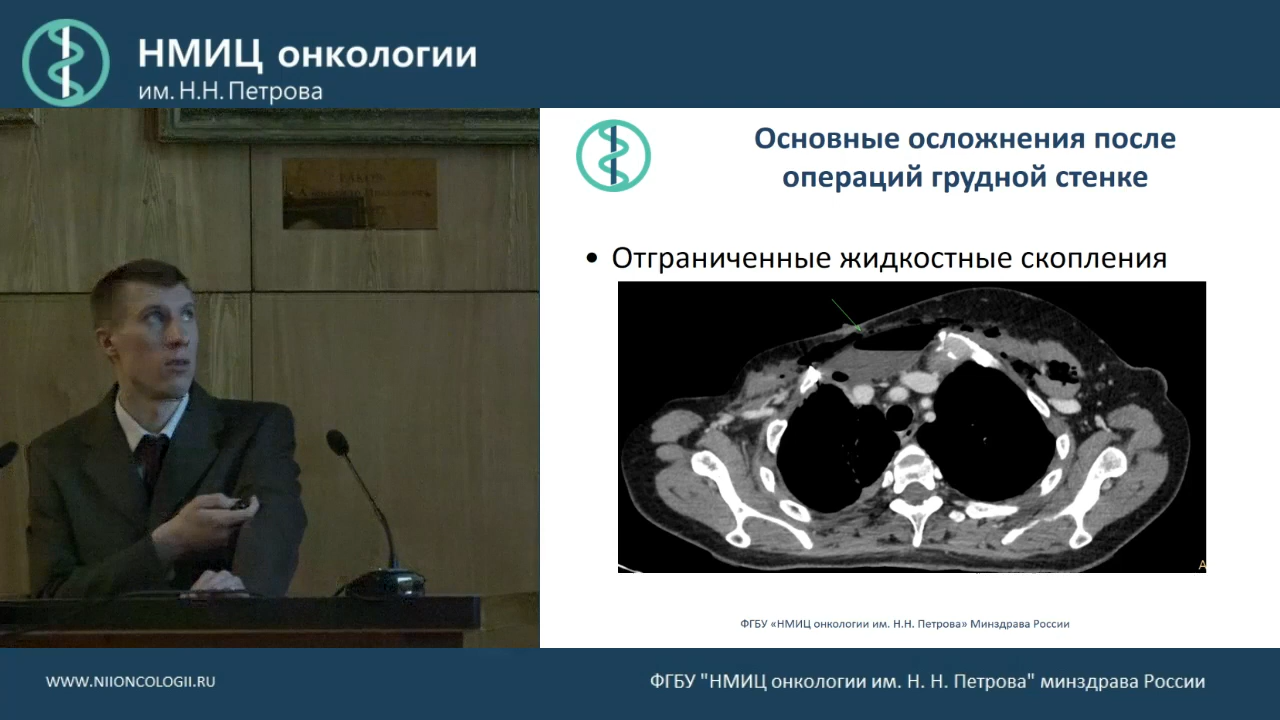 НМИЦ онкологии
им. Н.Н. Петрова
Основные осложнения после
операций грудной стенке
• Отграниченные жидкостные скопления
A
ФГБУ «НМИЦ онкологии им. Н.Н. Петрова» Минздрава России
WWW.NIIONCOLOGII.RU
ФГБУ "НМИЦ онкологии им. Н. Н. Петрова" минздрава России